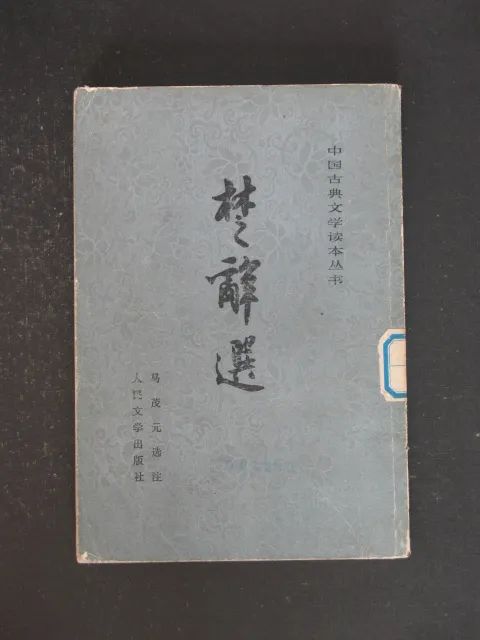 中国古典文学读本丛书
楚辞選
马茂元选注
人民文学出版社